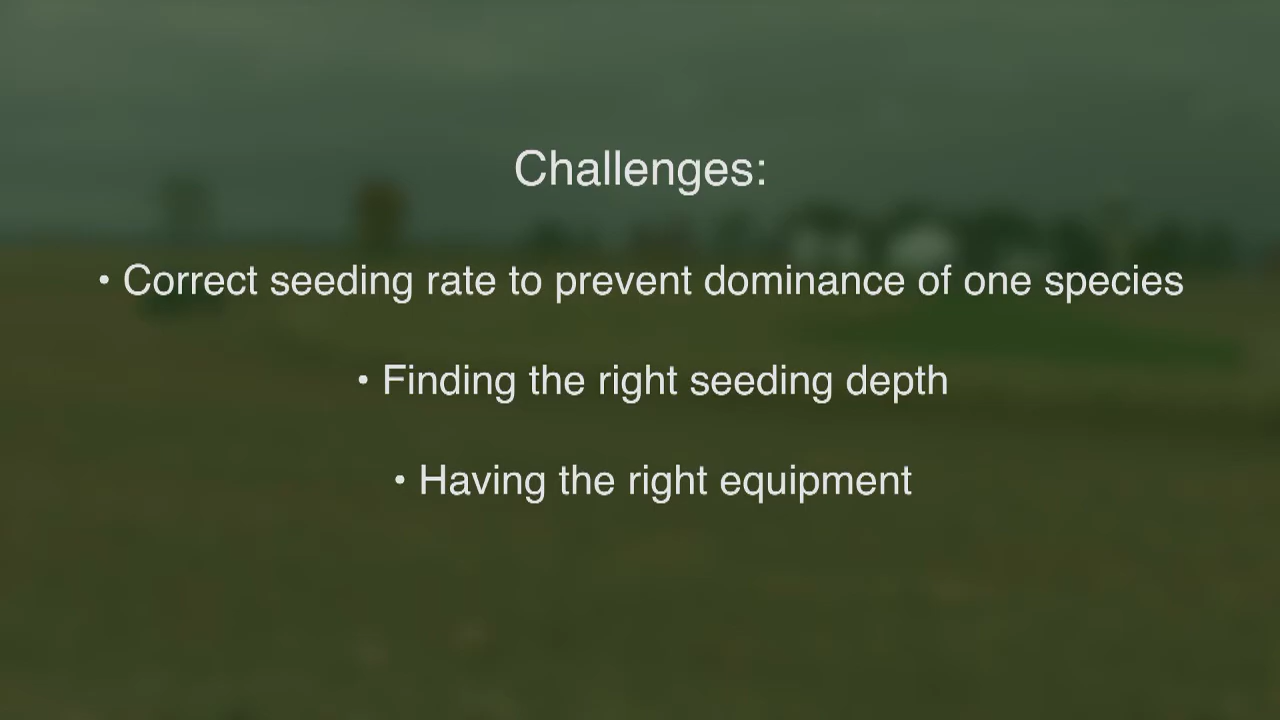 Challenges:
• Correct seeding rate to prevent dominance of one species
• Finding the right seeding depth
• Having the right equipment